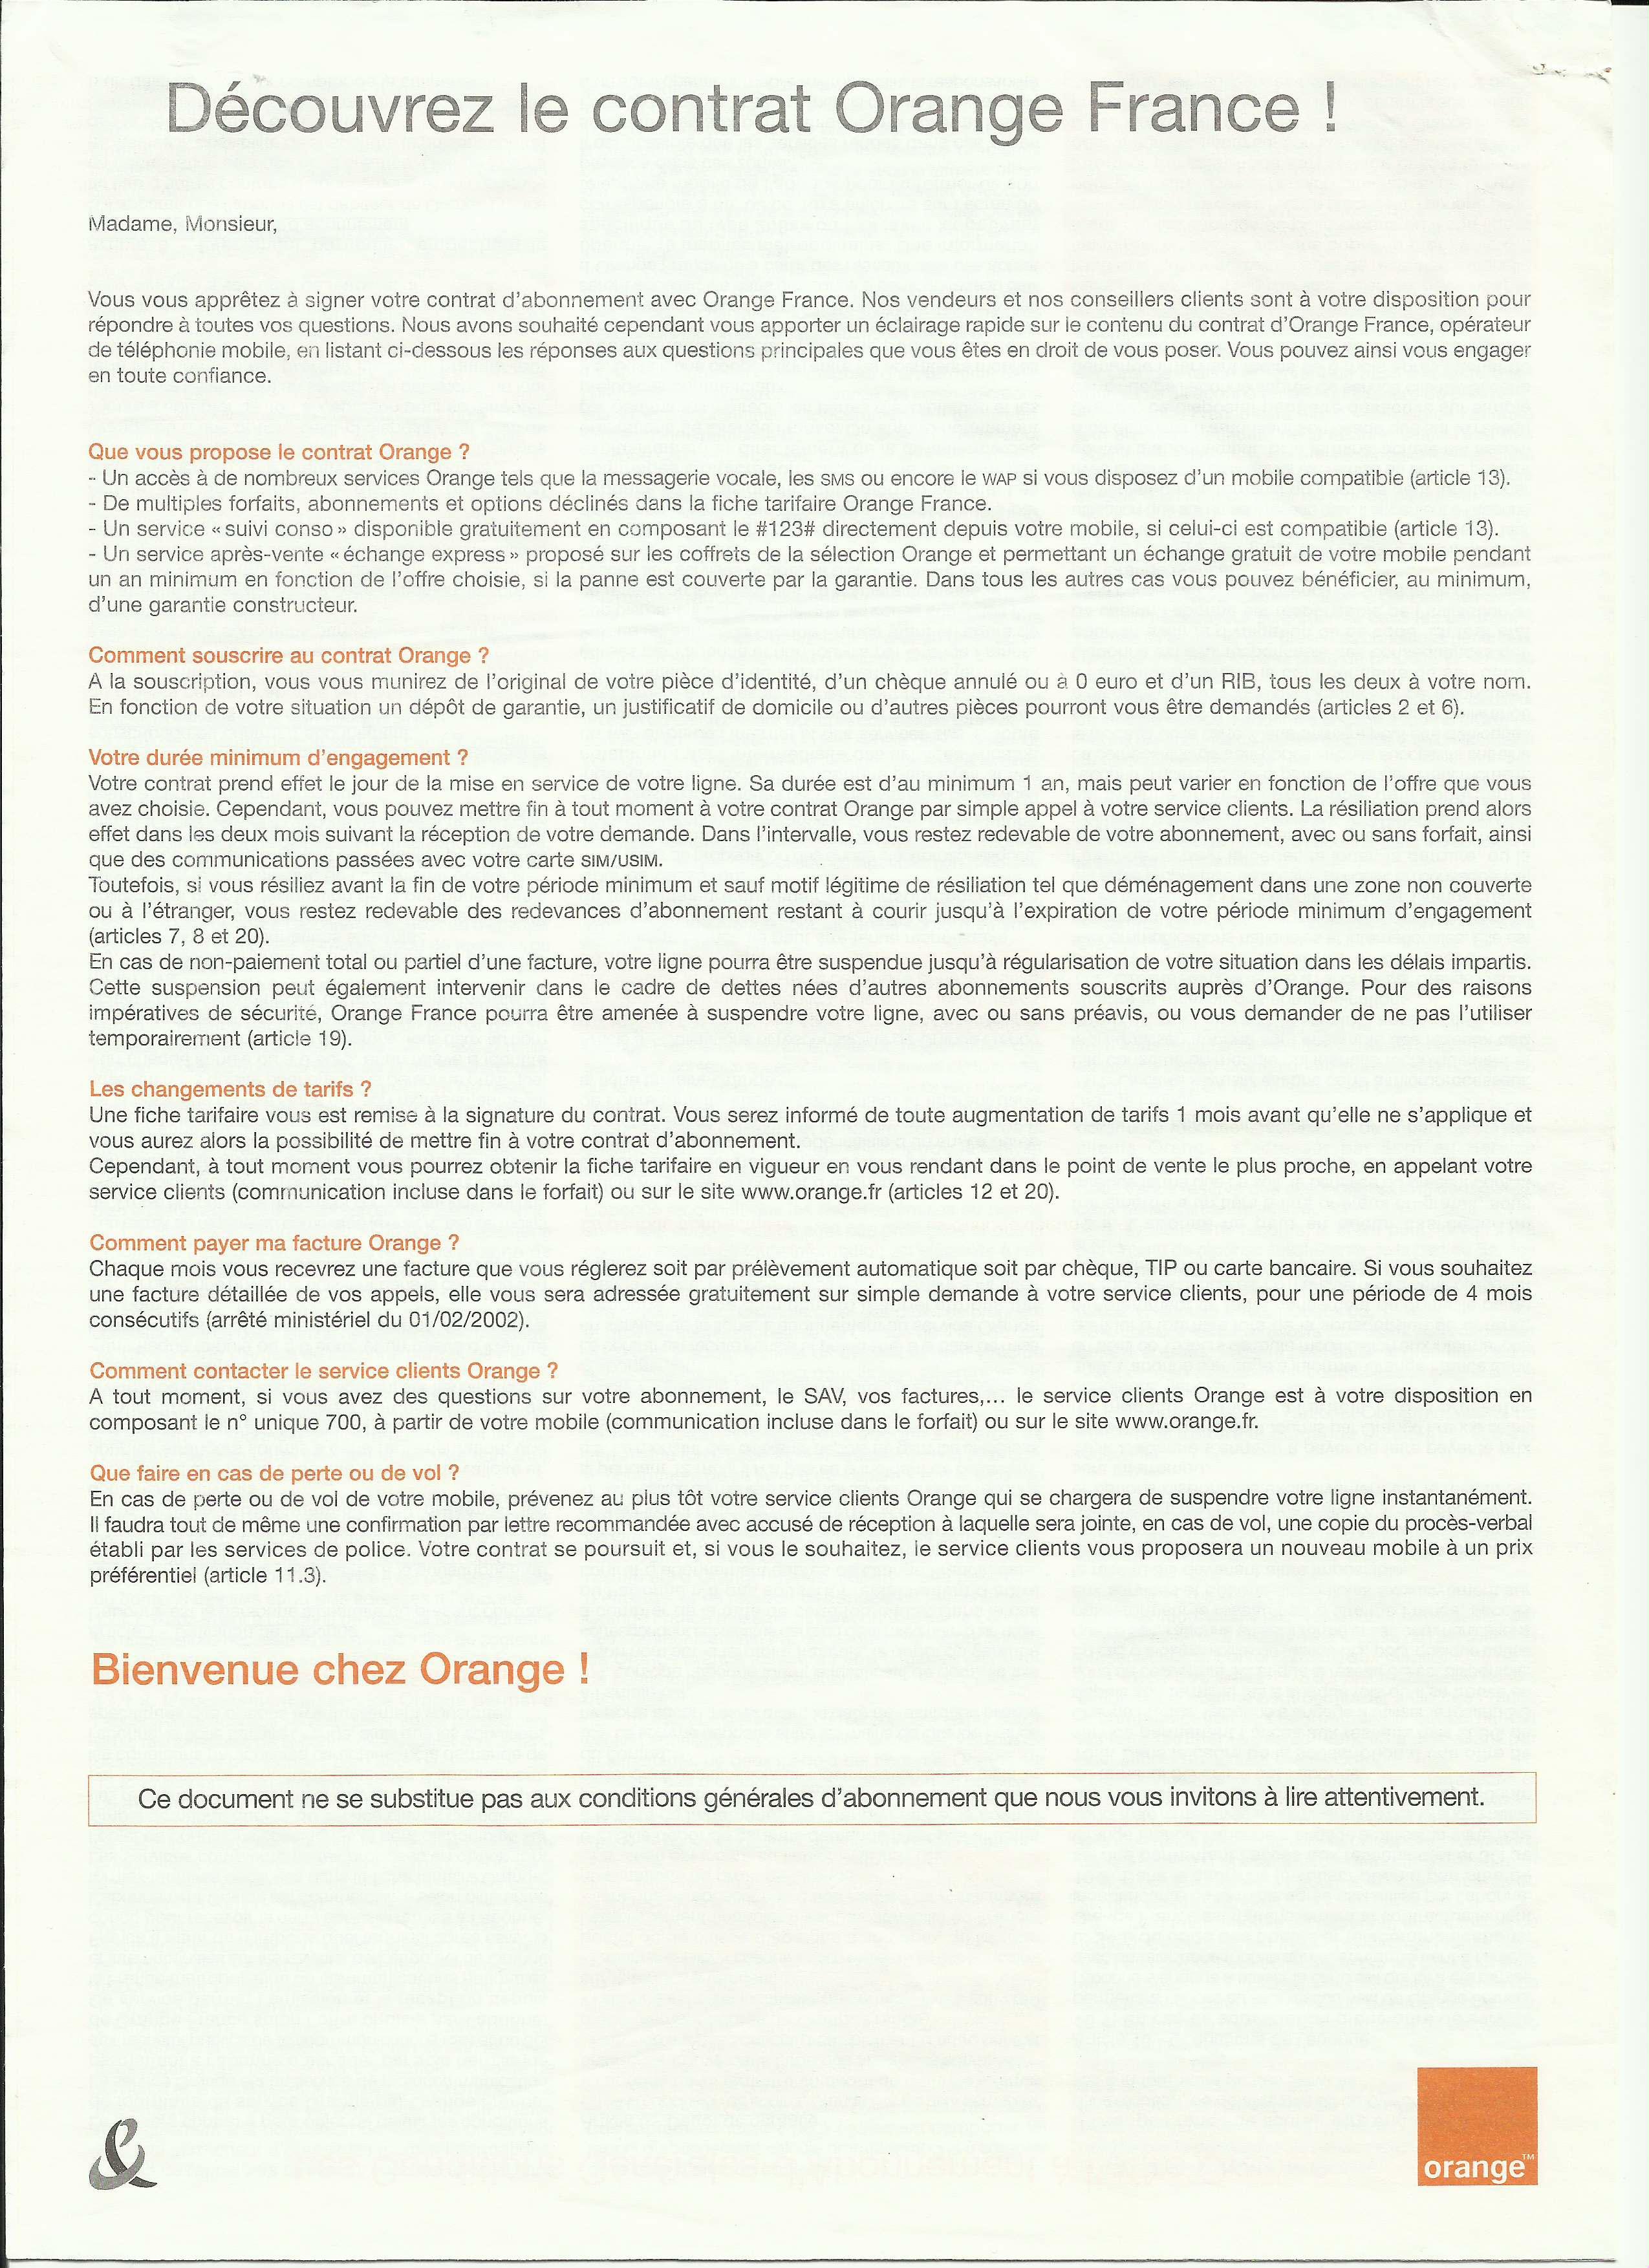 Découvrez le contrat Orange France !
Madame, Monsieur,
Vous vous apprêtez à signer votre contrat d'abonnement avec Orange France. Nos vendeurs et nos conseillers clients sont à votre disposition pour
répondre à toutes vos questions. Nous avons souhaité cependant vous apporter un éclairage rapide sur le contenu du contrat d'Orange France, opérateur
de téléphonie mobile, en listant ci-dessous les réponses aux questions principales que vous êtes en droit de vous poser. Vous pouvez ainsi vous engager
en toute confiance.
Que vous propose le contrat Orange ?
- Un accès à de nombreux services Orange tels que la messagerie vocale, les SMS ou encore le WAP si vous disposez d'un mobile compatible (article 13).
- De multiples forfaits, abonnements et options déclinés dans la fiche tarifaire Orange France.
- Un service « suivi conso » disponible gratuitement en composant le #123# directement depuis votre mobile, si celui-ci est compatible (article 13).
- Un service après-vente « échange express » proposé sur les coffrets de la sélection Orange et permettant un échange gratuit de votre mobile pendant
un an minimum en fonction de l'offre choisie, si la panne est couverte par la garantie. Dans tous les autres cas vous pouvez bénéficier, au minimum,
d'une garantie constructeur.
Comment souscrire au contrat Orange ?
A la souscription, vous vous munirez de l'original de votre pièce d'identité, d'un chèque annulé ou à 0 euro et d'un RIB, tous les deux à votre nom.
En fonction de votre situation un dépôt de garantie, un justificatif de domicile ou d'autres pièces pourront vous être demandés (articles 2 et 6).
Votre durée minimum d'engagement ?
Votre contrat prend effet le jour de la mise en service de votre ligne. Sa durée est d'au minimum 1 an, mais peut varier en fonction de l'offre que vous
avez choisie. Cependant, vous pouvez mettre fin à tout moment à votre contrat Orange par simple appel à votre service clients. La résiliation prend alors
effet dans les deux mois suivant la réception de votre demande. Dans l'intervalle, vous restez redevable de votre abonnement, avec ou sans forfait, ainsi
que des communications passées avec votre carte SIM/USIM.
Toutefois, si vous résiliez avant la fin de votre période minimum et sauf motif légitime de résiliation tel que déménagement dans une zone non couverte
ou à l'étranger, vous restez redevable des redevances d'abonnement restant à courir jusqu'à l'expiration de votre période minimum d'engagement
(articles 7, 8 et 20).
En cas de non-paiement total ou partiel d'une facture, votre ligne pourra être suspendue jusqu'à régularisation de votre situation dans les délais impartis.
Cette suspension peut également intervenir dans le cadre de dettes nées d'autres abonnements souscrits auprès d'Orange. Pour des raisons
impératives de sécurité, Orange France pourra être amenée à suspendre votre ligne, avec ou sans préavis, ou vous demander de ne pas l'utiliser
temporairement (article 19).
Les changements de tarifs ?
Une fiche tarifaire vous est remise à la signature du contrat. Vous serez informé de toute augmentation de tarifs 1 mois avant qu'elle ne s'applique et
vous aurez alors la possibilité de mettre fin à votre contrat d'abonnement.
Cependant, à tout moment vous pourrez obtenir la fiche tarifaire en vigueur en vous rendant dans le point de vente le plus proche, en appelant votre
service clients (communication incluse dans le forfait) ou sur le site www.orange.fr (articles 12 et 20).
Comment payer ma facture Orange ?
Chaque mois vous recevrez une facture que vous réglerez soit par prélèvement automatique soit par chèque, TIP ou carte bancaire. Si vous souhaitez
une facture détaillée de vos appels, elle vous sera adressée gratuitement sur simple demande à votre service clients, pour une période de 4 mois
consécutifs (arrêté ministériel du 01/02/2002).
Comment contacter le service clients Orange ?
A tout moment, si vous avez des questions sur votre abonnement, le SAV, vos factures,... le service clients Orange est à votre disposition en
composant le n° unique 700, à partir de votre mobile (communication incluse dans le forfait) ou sur le site www.orange.fr.
Que faire en cas de perte ou de vol ?
En cas de perte ou de vol de votre mobile, prévenez au plus tôt votre service clients Orange qui se chargera de suspendre votre ligne instantanément.
Il faudra tout de même une confirmation par lettre recommandée avec accusé de réception à laquelle sera jointe, en cas de vol, une copie du procès-verbal
établi par les services de police. Votre contrat se poursuit et, si vous le souhaitez, le service clients vous proposera un nouveau mobile à un prix
préférentiel (article 11.3).
Bienvenue chez Orange !
Ce document ne se substitue pas aux conditions générales d'abonnement que nous vous invitons à lire attentivement.
&
orange™